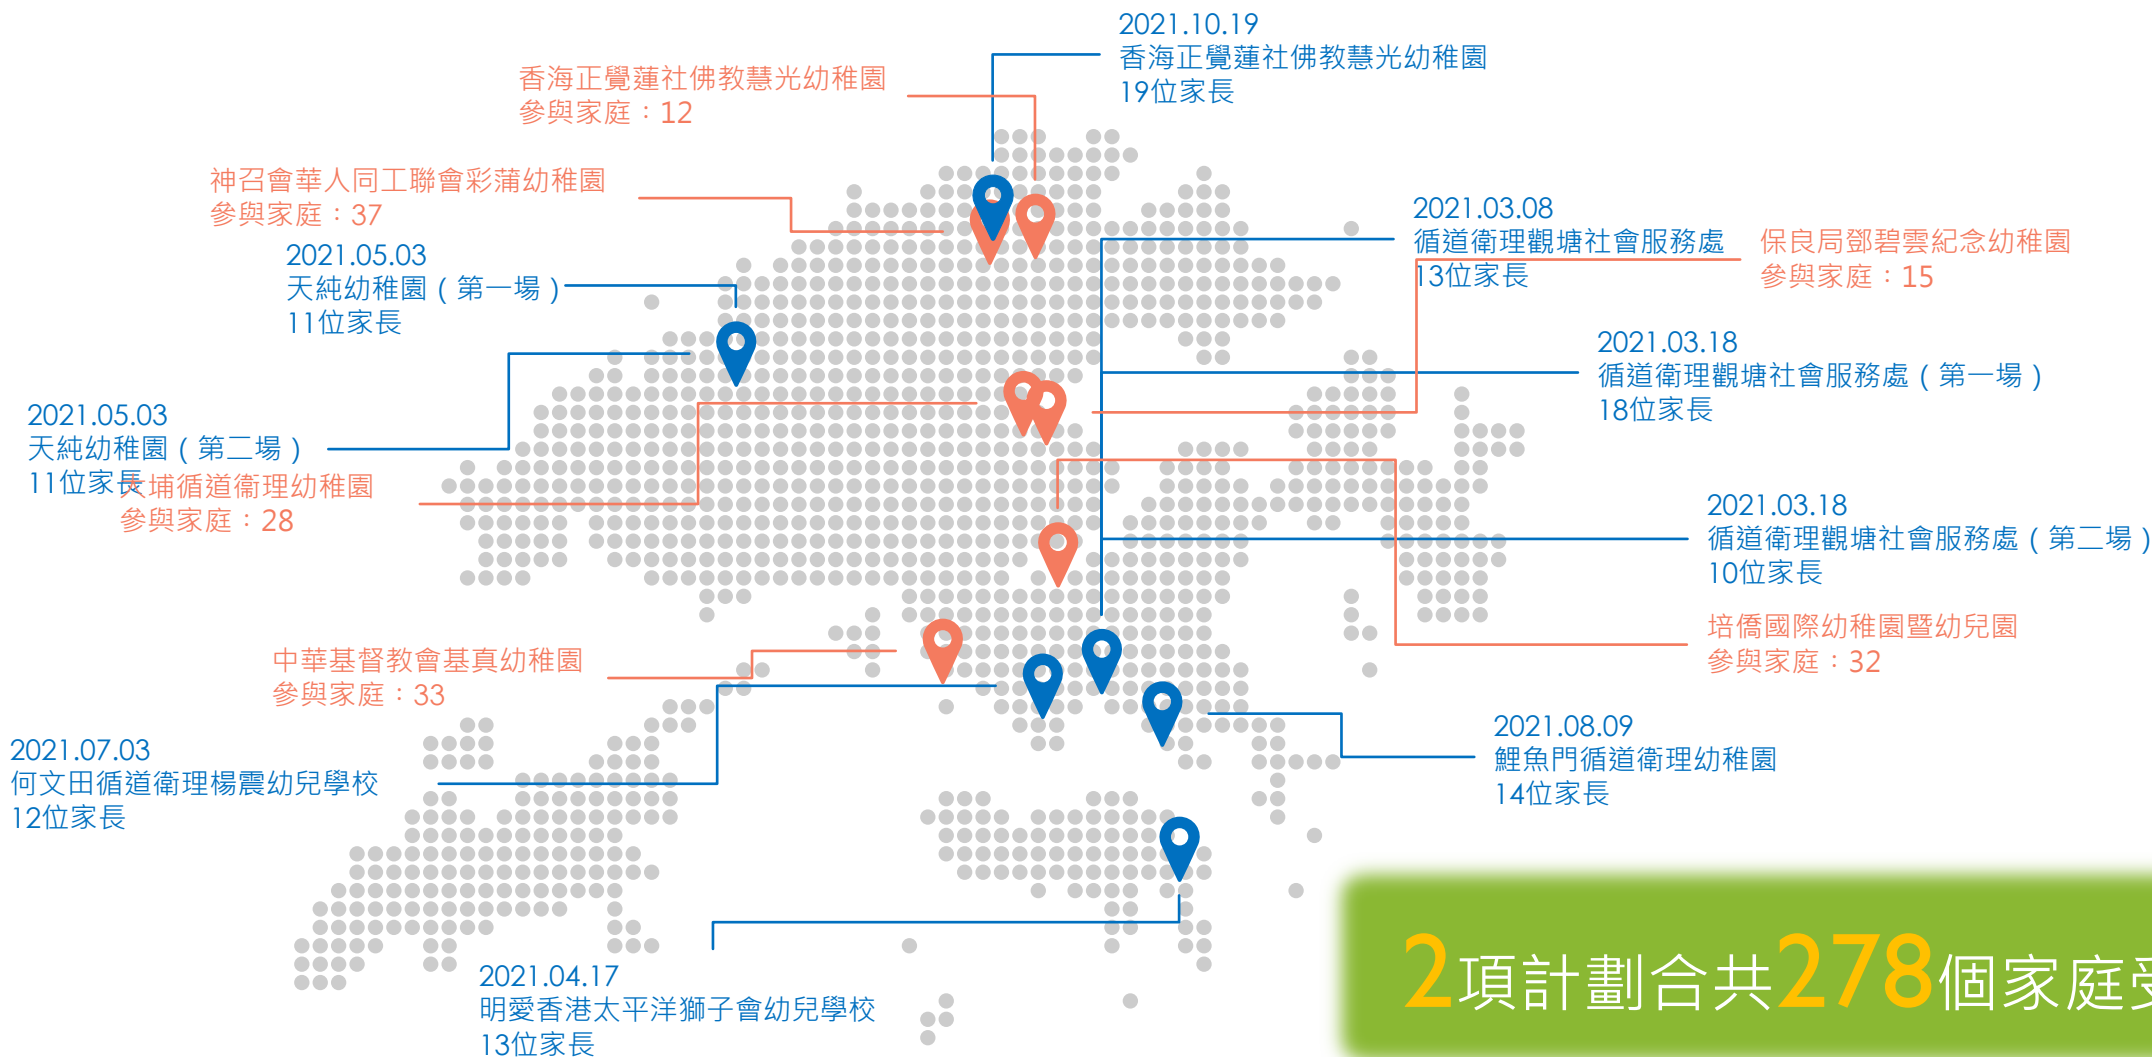 2021.10.19
香海正覺蓮社佛教慧光幼稚園
19位家長
香海正覺蓮社佛教慧光幼稚園
參與家庭：12
神召會華人同工聯會彩蒲幼稚園
參與家庭：37
2021.05.03
天純幼稚園（第一場）
11位家長
2021.03.08
循道衛理觀塘社會服務處
13位家長
保良局鄧碧雲紀念幼稚園
參與家庭：15
2021.03.18
循道衛理觀塘社會服務處（第一場）
18位家長
2021.05.03
天純幼稚園（第二場）
11位家長
大埔循道衞理幼稚園
參與家庭：28
2021.03.18
循道衛理觀塘社會服務處（第二場）
10位家長
培僑國際幼稚園暨幼兒園
參與家庭：32
中華基督教會基真幼稚園
參與家庭：33
2021.07.03
何文田循道衛理楊震幼兒學校
12位家長
2021.08.09
鯉魚門循道衛理幼稚園
14位家長
2021.04.17
明愛香港太平洋獅子會幼兒學校
13位家長
2項計劃合共278個家庭受